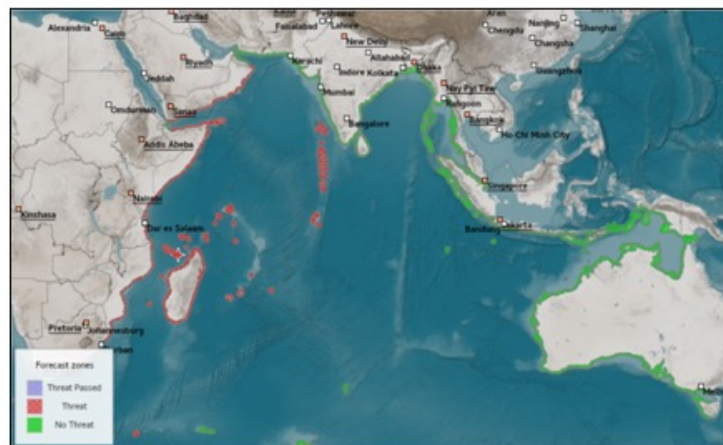 Baghdad
Lahore
Faisalabad
Nanjing
Shanghai
Alexandria
Cairo
New Delhi
Chengdu
Changsha
Karachi
Allahabad
Riyadh
Indore
Kolkata
Dhaka
Guangzhou
Jeddah
Mumbai
Nay Pyi Taw
Omdurman
Sanaa
Rangoon
Bangkok
Bangalore
Ho Chi Minh City
Addis Abeba
Nairobi
Singapore
Kinshasa
Dar es Salaam
Jakarta
Bandung
Pretoria
Johannesburg
Forecast zones
Threat Passed
Threat
No Threat